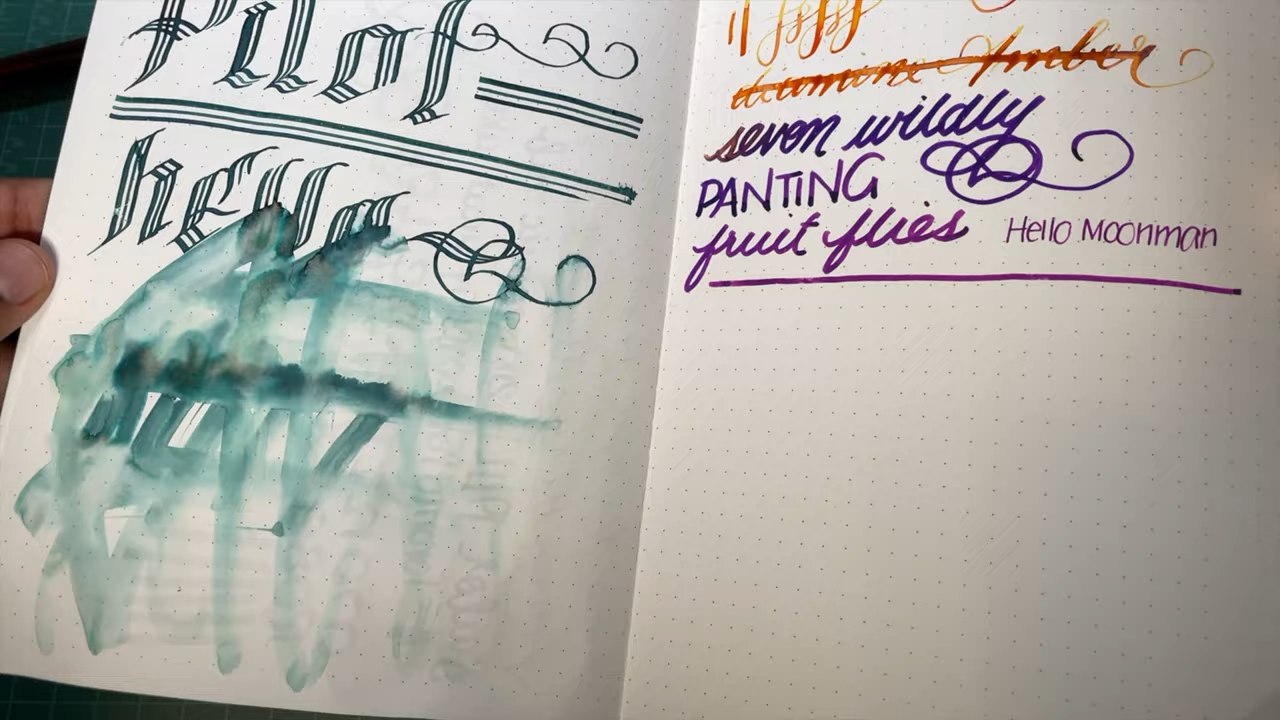 Pilot
hello
Amber
seven wildly
PANTING
fruit flies
Hello Moonman